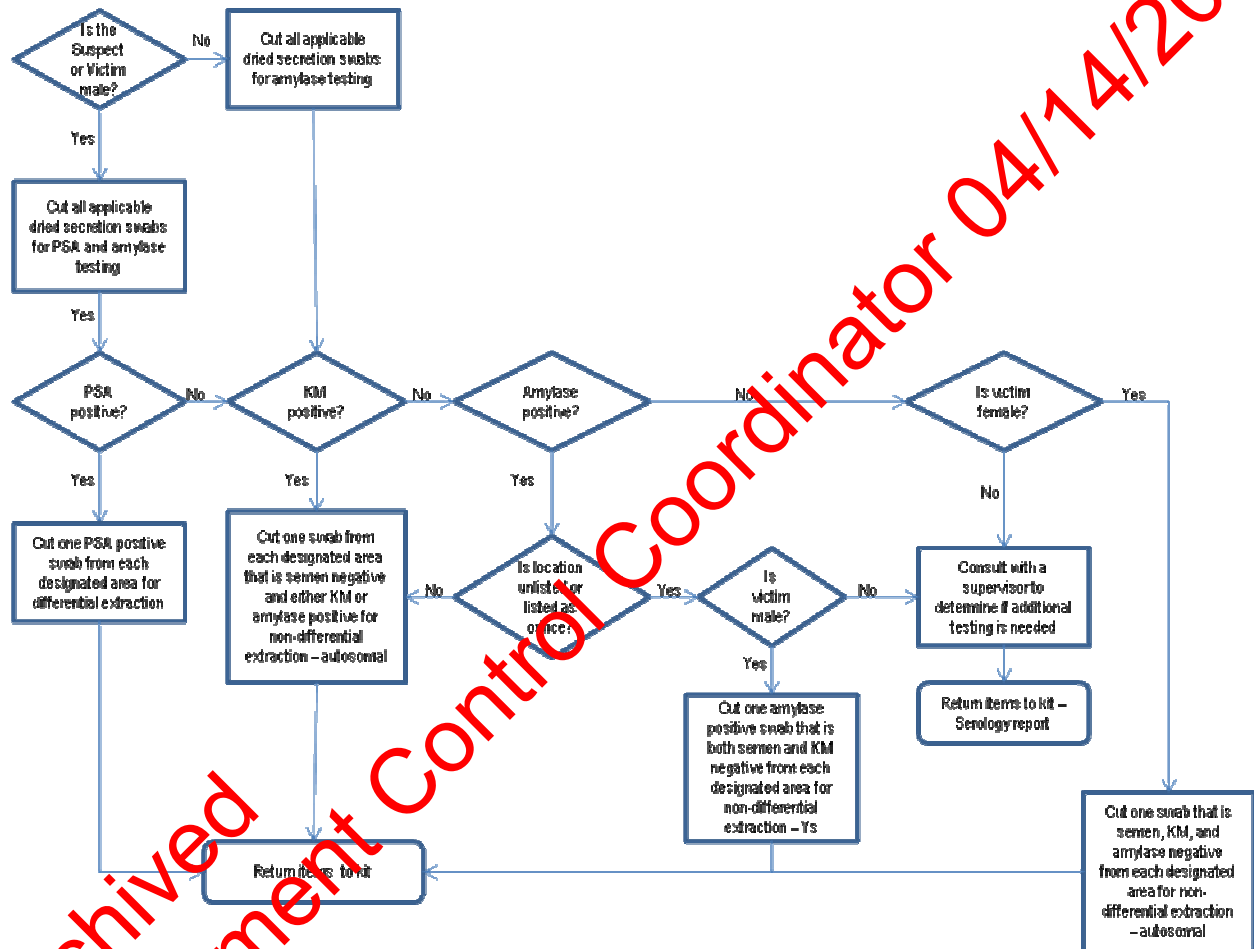 Is the
Suspect
or Victim
male?
No
Cut all applicable
dried secretion swabs
for amylase testing
Yes
Cut all applicable
dried secretion swabs
for PSA and amylase
testing
Yes
PSA
positive?
No
KM
positive?
No
Amylase
positive?
No
Is victim
female?
Yes
Yes
Yes
Yes
No
Cut one PSA positive
swab from each
designated area for
differential extraction
Cut one swab from
each designated area
that is semen negative
and either KM or
amylase positive for
non-differential
extraction – autosomal
No
Is location
unlisted or
listed as
orifice?
Yes
Is
victim
male?
No
Consult with a
supervisor to
determine if additional
testing is needed
Yes
Return items to kit –
Serology report
Cut one amylase
positive swab that is
both semen and KM
negative from each
designated area for
non-differential
extraction – Ys
Cut one swab that is
semen, KM, and
amylase negative
from each designated
area for non-
differential extraction
– autosomal
Return items to kit
chived
ment Control Coordinator 04/14/20